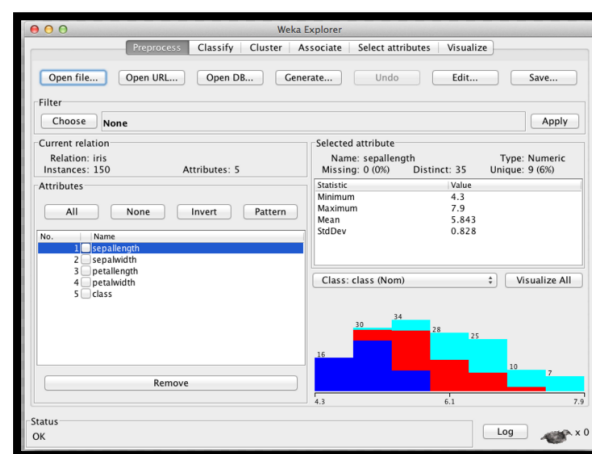 Weka Explorer
Preprocess Classify Cluster Associate Select attributes Visualize
Open file... Open URL... Open DB... Generate... Undo Edit... Save...
Filter
Choose None Apply
Current relation
Relation: iris
Instances: 150 Attributes: 5
Attributes
All None Invert Pattern
No. Name
1 sepallength
2 sepalwidth
3 petallength
4 petalwidth
5 class
Remove
Selected attribute
Name: sepallength Type: Numeric
Missing: 0 (0%) Distinct: 35 Unique: 9 (6%)
Statistic Value
Minimum 4.3
Maximum 7.9
Mean 5.843
StdDev 0.828
Class: class (Nom) Visualize All
16 30 34 28 25 10 7
4.3 6.1 7.9
Status
OK
Log x 0